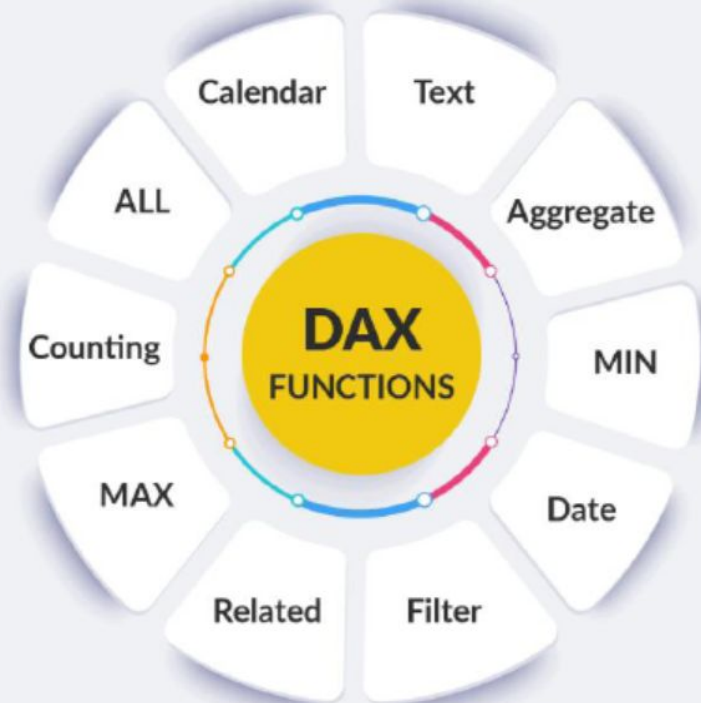 Calendar
Text
ALL
Aggregate
Counting
DAX
FUNCTIONS
MIN
MAX
Date
Related
Filter